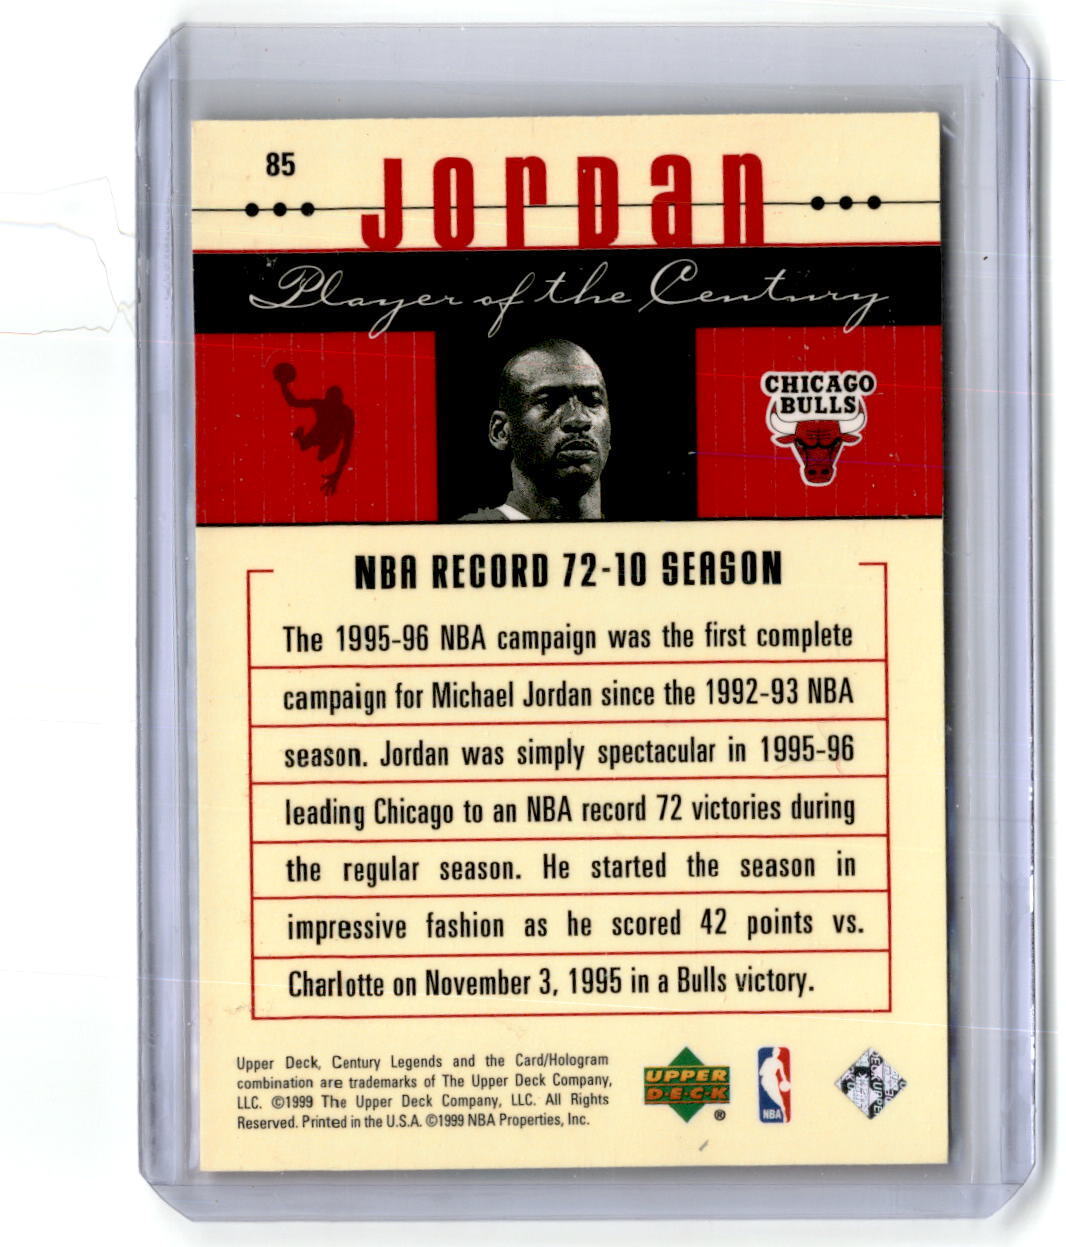 85
JORDAN
Player of the Century
CHICAGO
BULLS
NBA RECORD 72-10 SEASON
The 1995-96 NBA campaign was the first complete
campaign for Michael Jordan since the 1992-93 NBA
season. Jordan was simply spectacular in 1995-96
leading Chicago to an NBA record 72 victories during
the regular season. He started the season in
impressive fashion as he scored 42 points vs.
Charlotte on November 3, 1995 in a Bulls victory.
Upper Deck, Century Legends and the Card/Hologram
combination are trademarks of The Upper Deck Company,
LLC. ©1999 The Upper Deck Company, LLC. All Rights
Reserved. Printed in the U.S.A. ©1999 NBA Properties, Inc.
UPPER
DECK
®
NBA